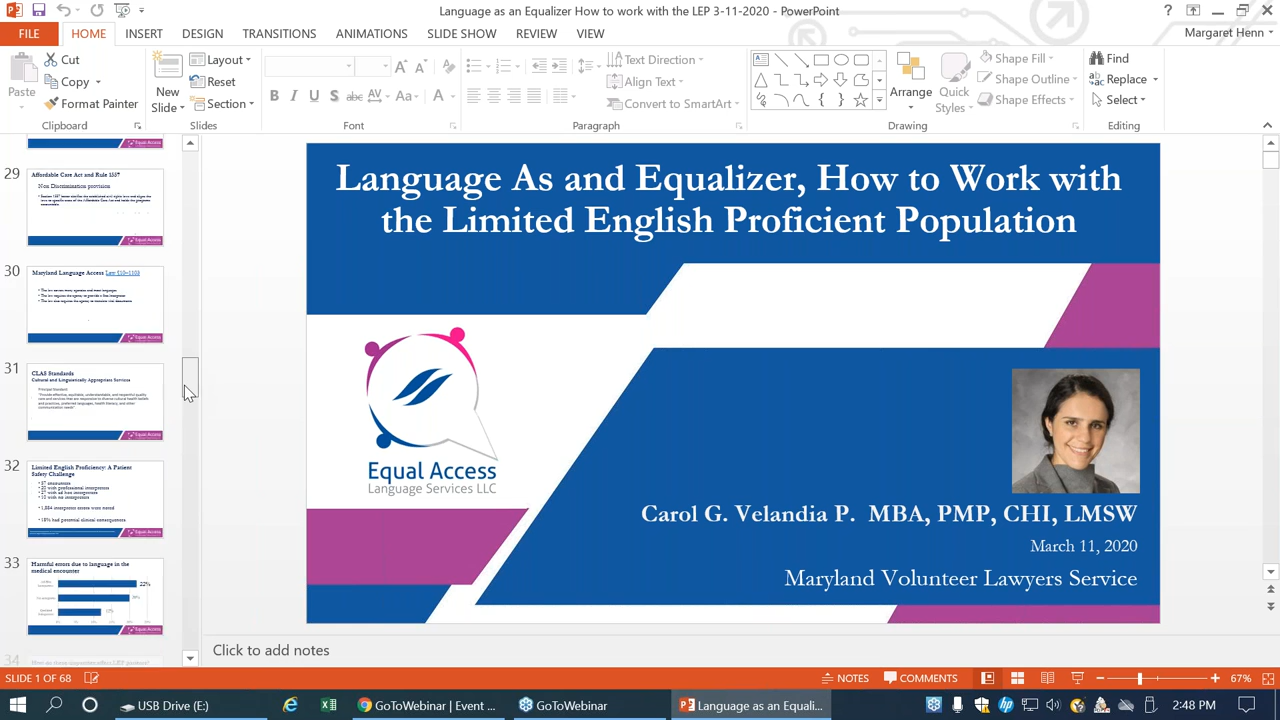 Language as an Equalizer How to work with the LEP 3-11-2020 - PowerPoint
FILE HOME INSERT DESIGN TRANSITIONS ANIMATIONS SLIDE SHOW REVIEW VIEW
Margaret Henn
Paste
Cut
Copy
Format Painter
Clipboard
New Slide
Layout
Reset
Section
Slides
Font
Text Direction
Align Text
Convert to SmartArt
Paragraph
Arrange
Quick Styles
Shape Fill
Shape Outline
Shape Effects
Drawing
Find
Replace
Select
Editing
29
Affordable Care Act and Rule 1557
Non Discrimination provision
30
Maryland Language Access Law §10-1103
31
CLAS Standards
Cultural and Linguistically Appropriate Services
32
Limited English Proficiency: A Patient
Safety Challenge
33
Harmful errors due to language in the
medical encounter
22%
34
Language As and Equalizer. How to Work with
the Limited English Proficient Population
Equal Access
Language Services LLC
Carol G. Velandia P. MBA, PMP, CHI, LMSW
March 11, 2020
Maryland Volunteer Lawyers Service
Click to add notes
SLIDE 1 OF 68
NOTES
COMMENTS
67%
USB Drive (E:)
GoToWebinar | Event ...
GoToWebinar
Language as an Equali...
2:48 PM